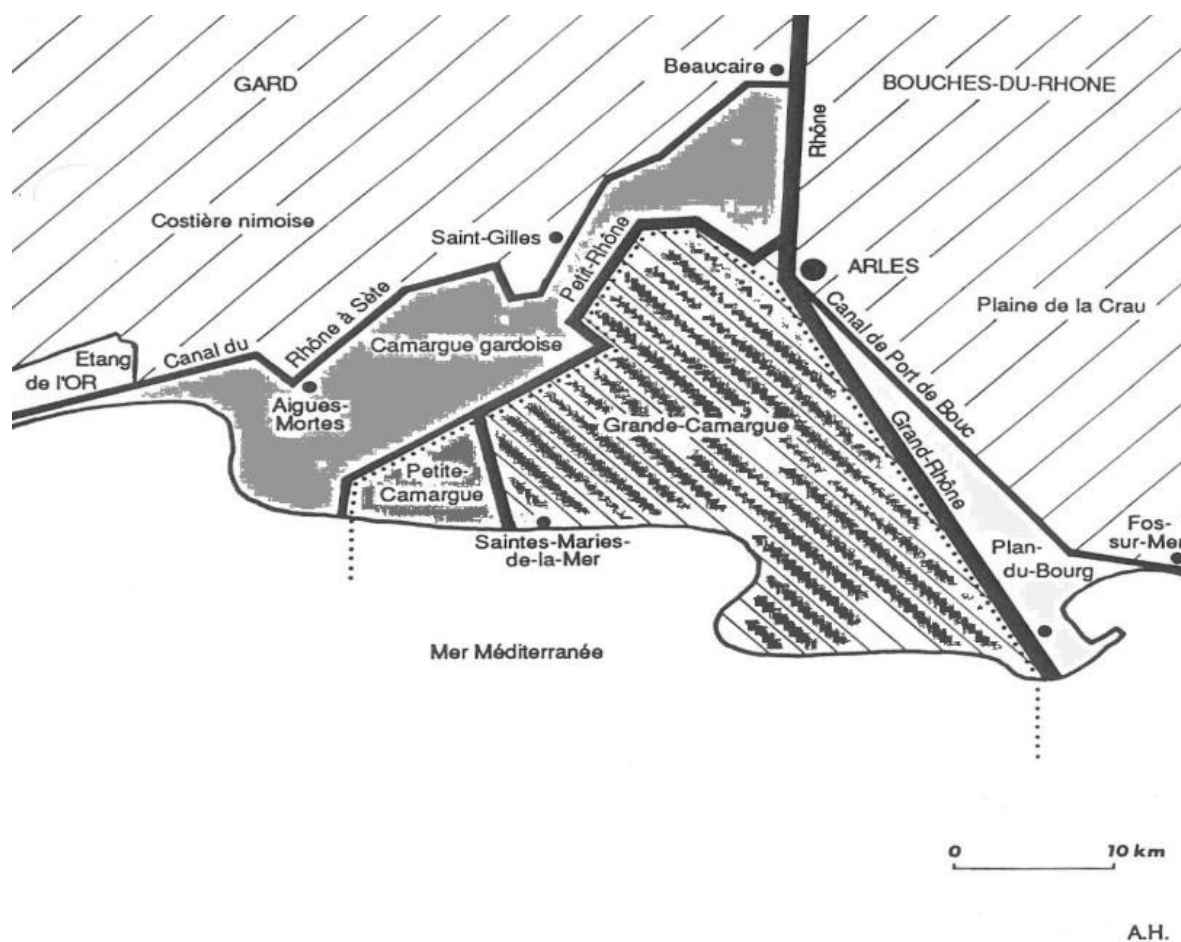 Beaucaire
GARD
BOUCHES-DU-RHONE
Rhône
Costière nimoise
Saint-Gilles
Petit-Rhône
ARLES
Canal de Port de Bouc
Plaine de la Crau
Etang
de l'OR
Canal du
Rhône à Sète
Camargue gardoise
Aigues-
Mortes
Grande-Camargue
Grand-Rhône
Petite-
Camargue
Saintes-Maries-
de-la-Mer
Plan-
du-Bourg
Fos-
sur-Mer
Mer Méditerranée
0 10 km
A.H.